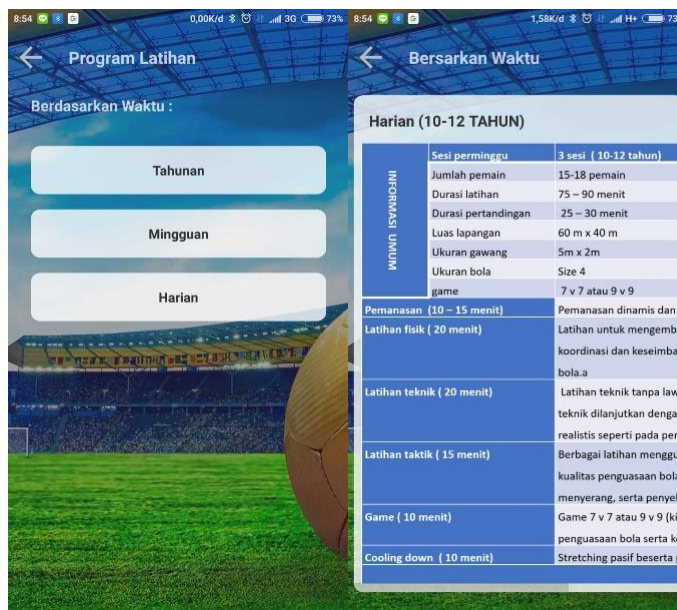 8:54
0,00K/d
3G
73%
Program Latihan
Berdasarkan Waktu :
Tahunan
Mingguan
Harian
8:54
1,58K/d
H+
73
Bersarkan Waktu
Harian (10-12 TAHUN)
INFORMASI UMUM
Sesi perminggu 3 sesi ( 10-12 tahun)
Jumlah pemain 15-18 pemain
Durasi latihan 75 – 90 menit
Durasi pertandingan 25 – 30 menit
Luas lapangan 60 m x 40 m
Ukuran gawang 5m x 2m
Ukuran bola Size 4
game 7 v 7 atau 9 v 9
Pemanasan (10 – 15 menit) Pemanasan dinamis dan
Latihan fisik ( 20 menit) Latihan untuk mengemb
koordinasi dan keseimba
bola.a
Latihan teknik ( 20 menit) Latihan teknik tanpa law
teknik dilanjutkan denga
realistis seperti pada per
Latihan taktik ( 15 menit) Berbagai latihan menggu
kualitas penguasaan bola
menyerang, serta penyel
Game ( 10 menit) Game 7 v 7 atau 9 v 9 (ki
penguasaan bola serta k
Cooling down ( 10 menit) Stretching pasif beserta